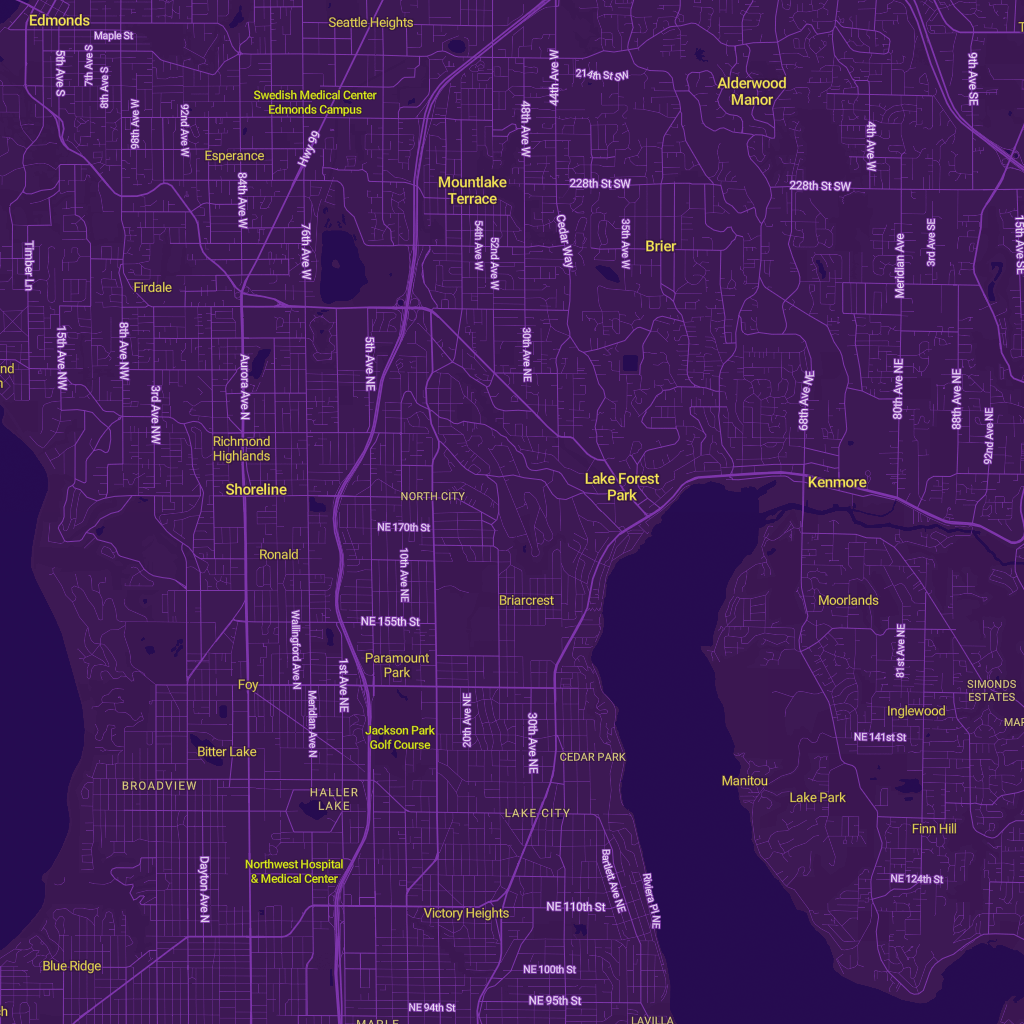 Edmonds
Seattle Heights
Maple St
5th Ave S
7th Ave S
8th Ave S
98th Ave W
92nd Ave W
Swedish Medical Center
Edmonds Campus
Hwy 99
Esperance
84th Ave W
76th Ave W
44th Ave W
214th St SW
48th Ave W
Alderwood
Manor
9th Ave SE
4th Ave W
Mountlake
Terrace
228th St SW
228th St SW
54th Ave W
52nd Ave W
Cedar Way
35th Ave W
Brier
Meridian Ave
3rd Ave SE
15th Ave SE
Timber Ln
Firdale
15th Ave NW
8th Ave NW
3rd Ave NW
Aurora Ave N
5th Ave NE
30th Ave NE
68th Ave NE
80th Ave NE
88th Ave NE
92nd Ave NE
nd
Richmond
Highlands
Shoreline
NORTH CITY
Lake Forest
Park
Kenmore
NE 170th St
Ronald
10th Ave NE
Briarcrest
Moorlands
NE 155th St
Wallingford Ave N
1st Ave NE
Paramount
Park
81st Ave NE
Foy
Meridian Ave N
20th Ave NE
30th Ave NE
SIMONDS
ESTATES
Inglewood
MAR
Jackson Park
Golf Course
NE 141st St
Bitter Lake
CEDAR PARK
BROADVIEW
HALLER
LAKE
Manitou
Lake Park
LAKE CITY
Finn Hill
Northwest Hospital
& Medical Center
Dayton Ave N
Bartlett Ave NE
Riviera Pl NE
NE 124th St
Victory Heights
NE 110th St
Blue Ridge
NE 100th St
NE 95th St
NE 94th St
ch
MAPLE
LAVILLA